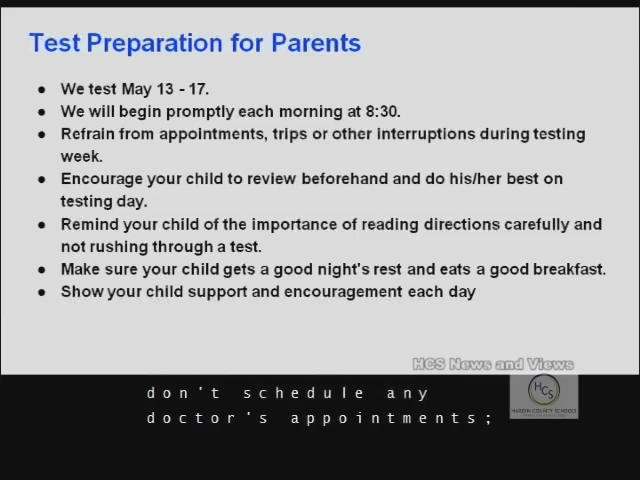 Test Preparation for Parents
● We test May 13 - 17.
● We will begin promptly each morning at 8:30.
● Refrain from appointments, trips or other interruptions during testing
week.
● Encourage your child to review beforehand and do his/her best on
testing day.
● Remind your child of the importance of reading directions carefully and
not rushing through a test.
● Make sure your child gets a good night's rest and eats a good breakfast.
● Show your child support and encouragement each day
HCS News and Views
HCS
HARDIN COUNTY SCHOOLS
don't schedule any
doctor's appointments;